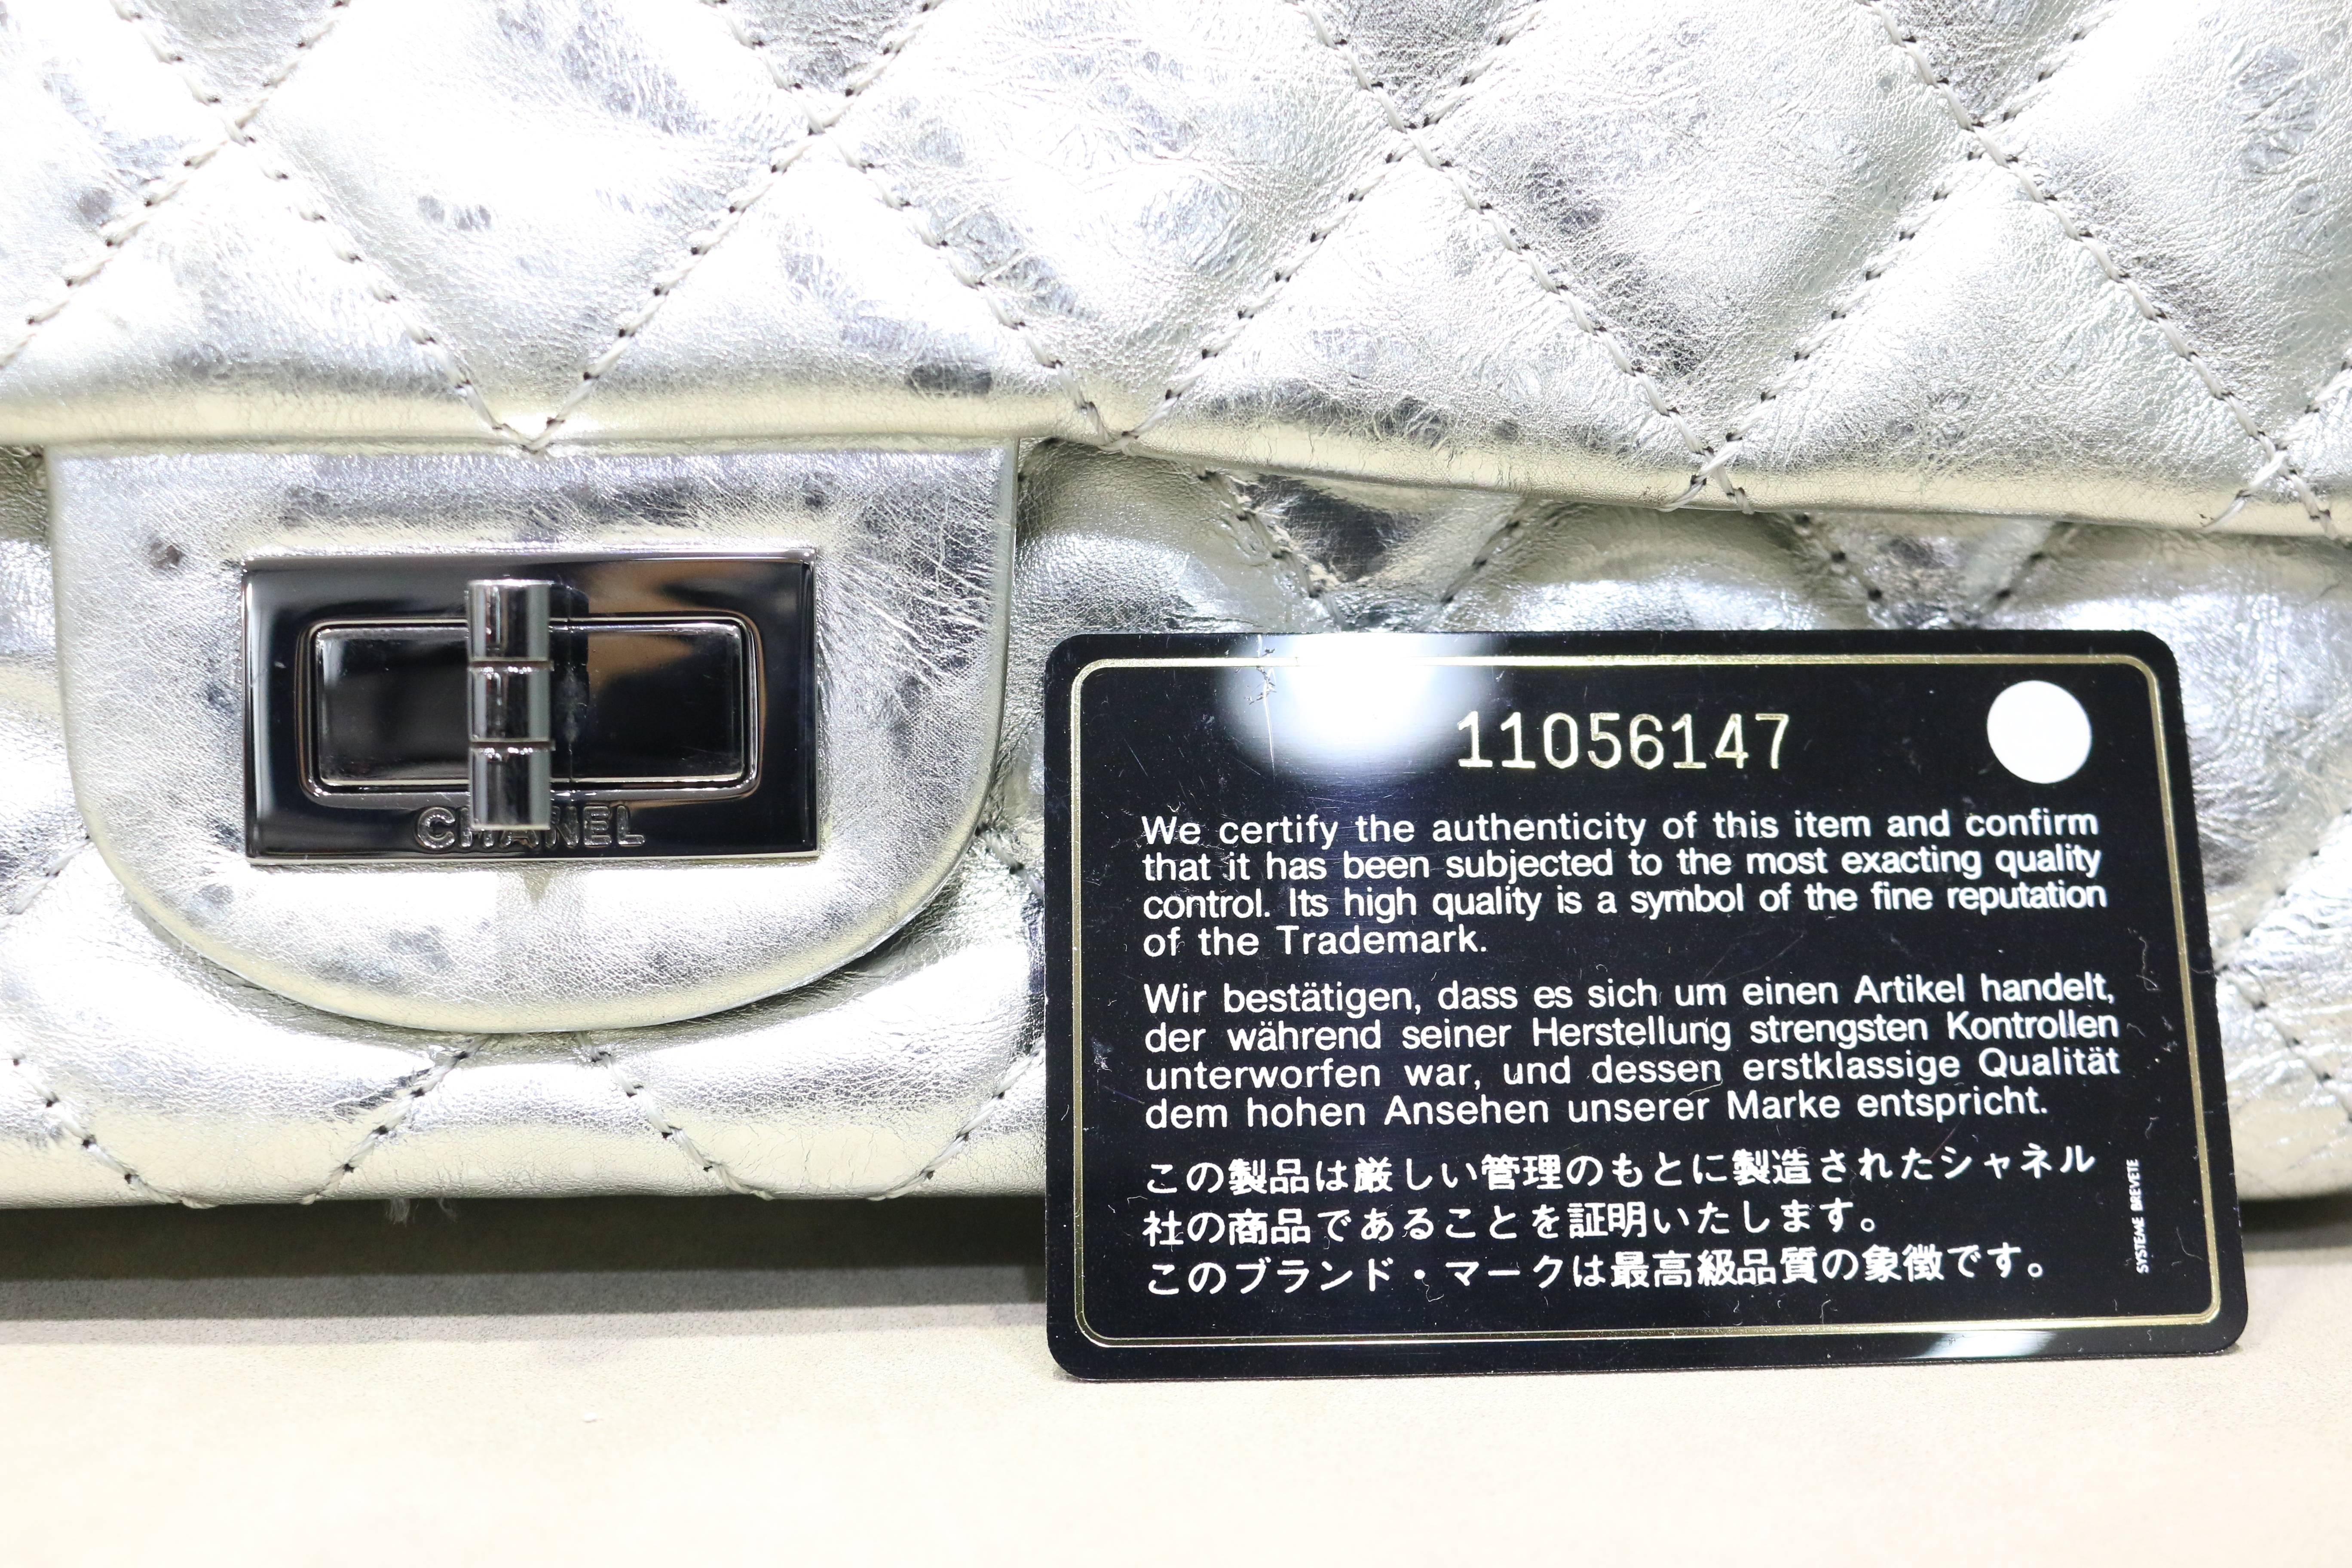 CHANEL
11056147
We certify the authenticity of this item and confirm
that it has been subjected to the most exacting quality
control. Its high quality is a symbol of the fine reputation
of the Trademark.
Wir bestätigen, dass es sich um einen Artikel handelt,
der während seiner Herstellung strengsten Kontrollen
unterworfen war, und dessen erstklassige Qualität
dem hohen Ansehen unserer Marke entspricht.
この製品は厳しい管理のもとに製造されたシャネル
社の商品であることを証明いたします。
このブランド・マークは最高級品質の象徴です。
SYSTEME BREVETE